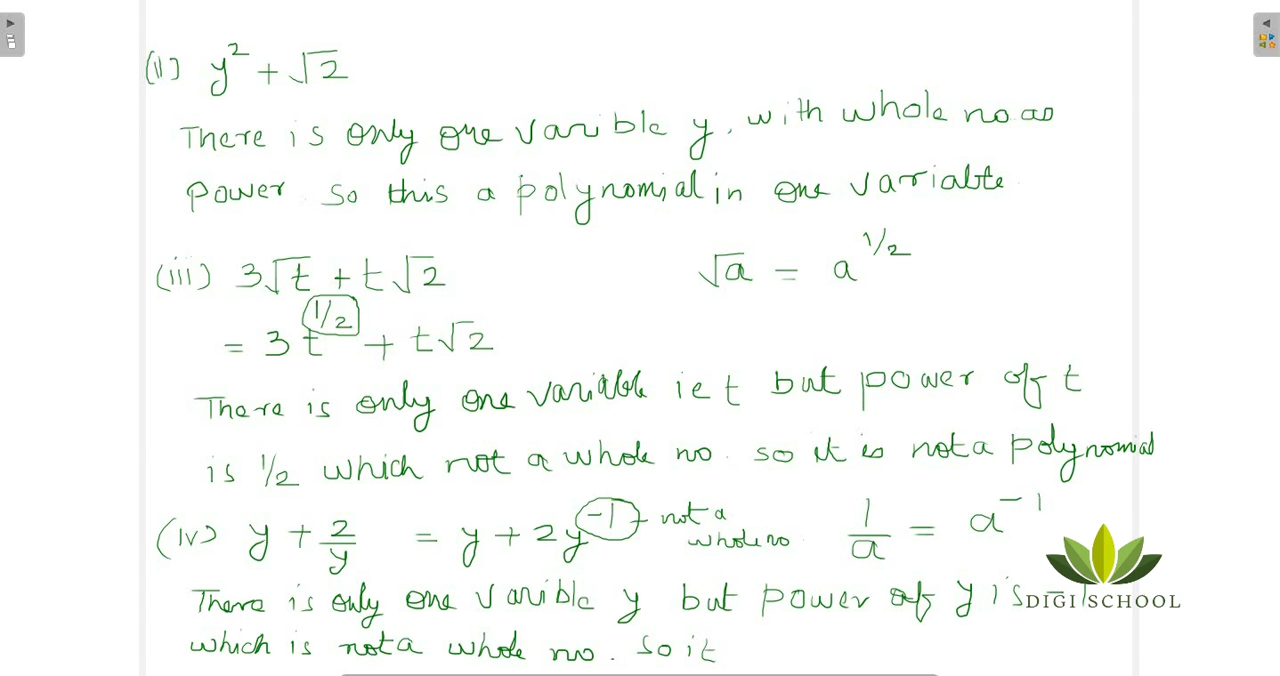 (ii) y² + √2
There is only one varible y, with whole no as
power. so this a polynomial in one variable
(iii) 3√t + t√2 √a = a^1/2
= 3t^1/2 + t√2
There is only one variable ie t but power of t
is 1/2 which not a whole no. so it is not a polynomial
(iv) y + 2/y = y + 2y^-1 - not a whole no. 1/a = a^-1
There is only one varible y but power of y is -1
which is not a whole no. so it
DIGI SCHOOL